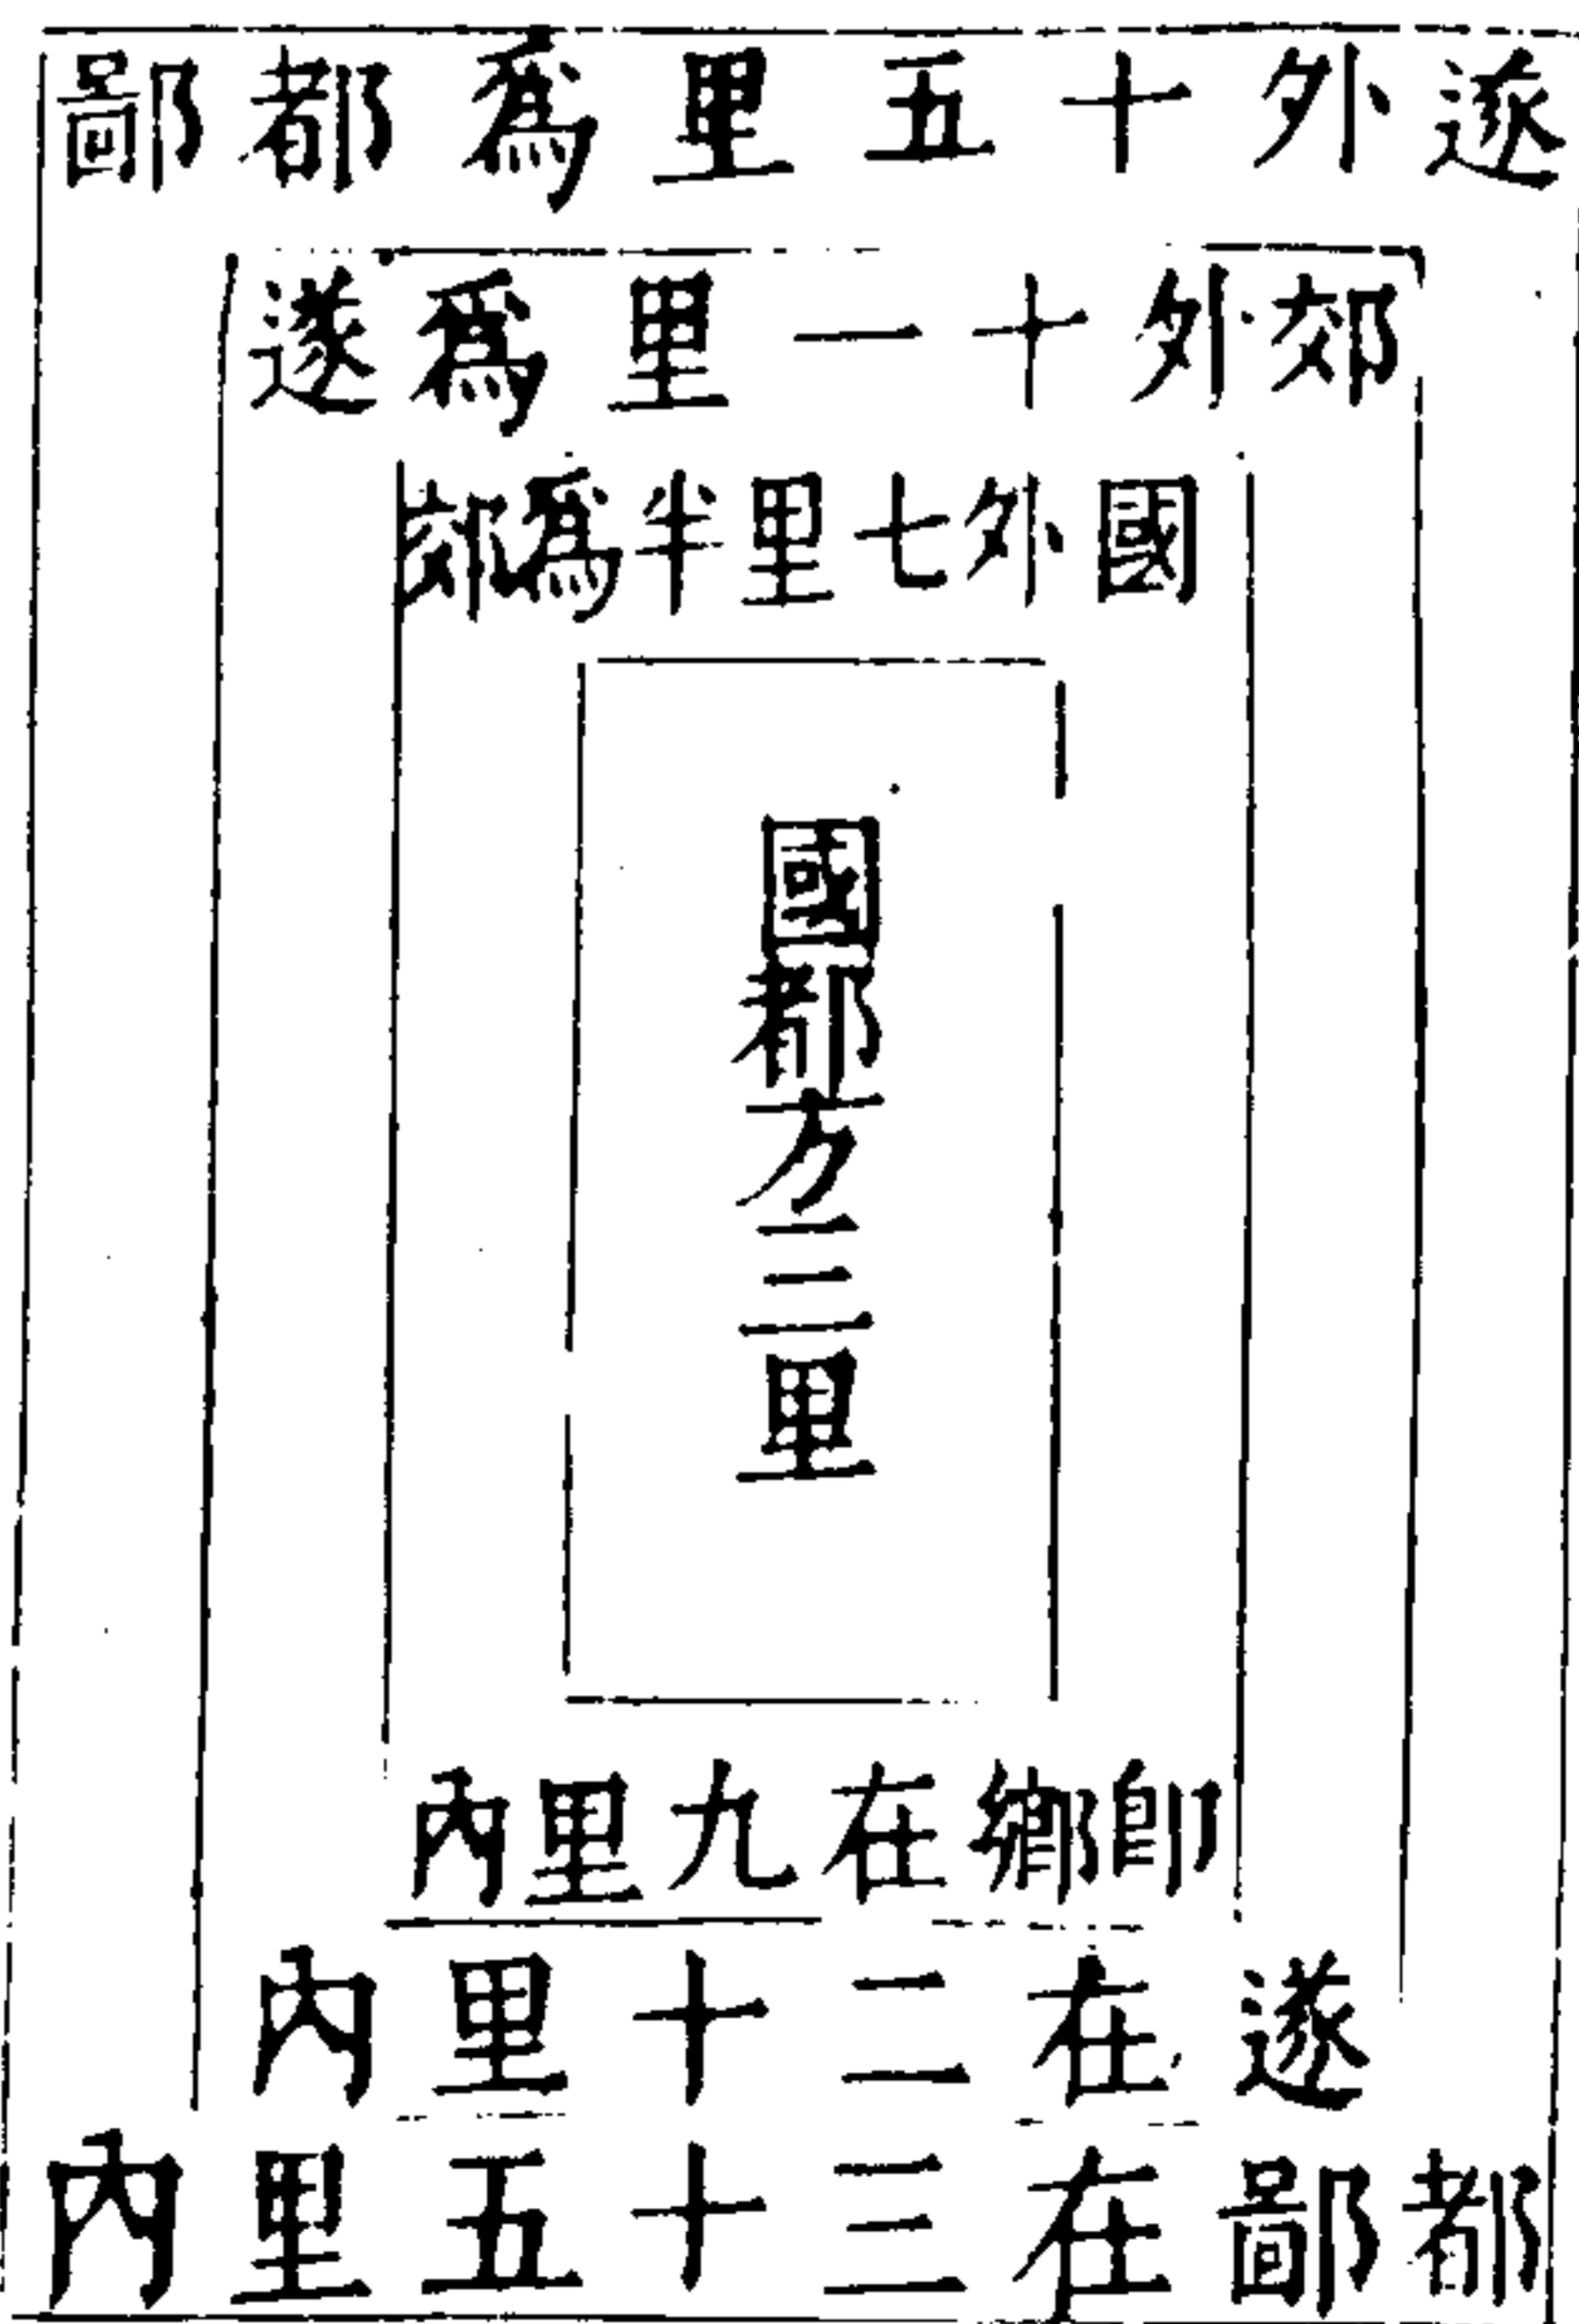 遂外十五里為都鄙
郊外十一里為遂
國外七里半為郊
國都方三里
鄉在九里內
遂在二十里內
都鄙在三十五里內